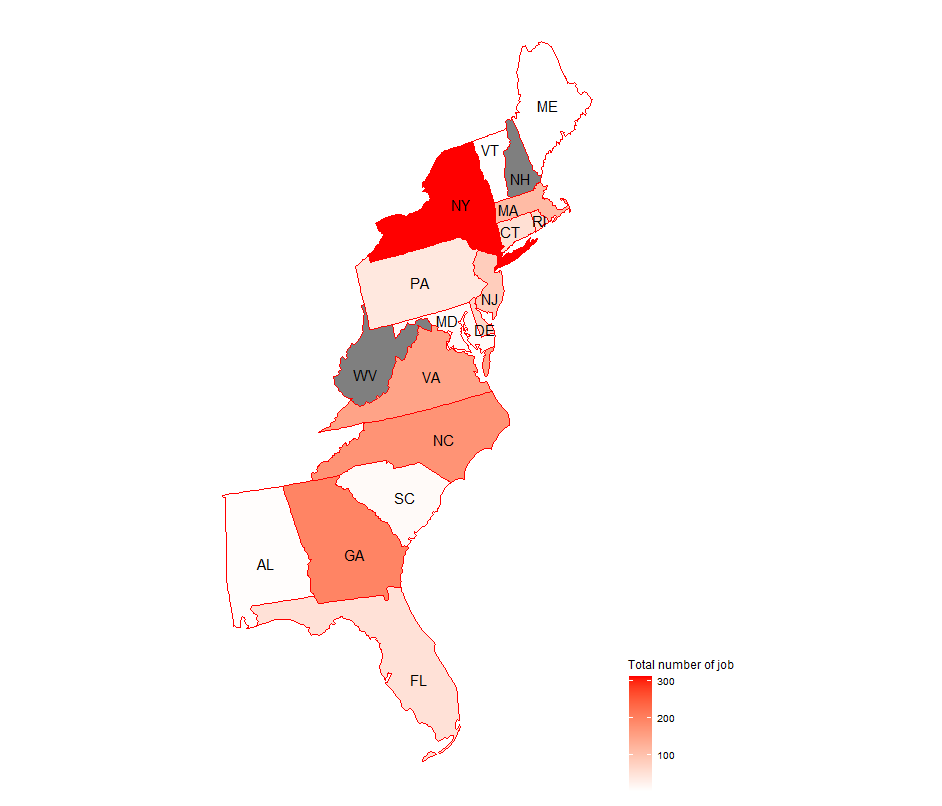 ME
VT
NH
NY
MA
RI
CT
PA
NJ
MD
DE
WV
VA
NC
SC
GA
AL
FL
Total number of job
300
200
100